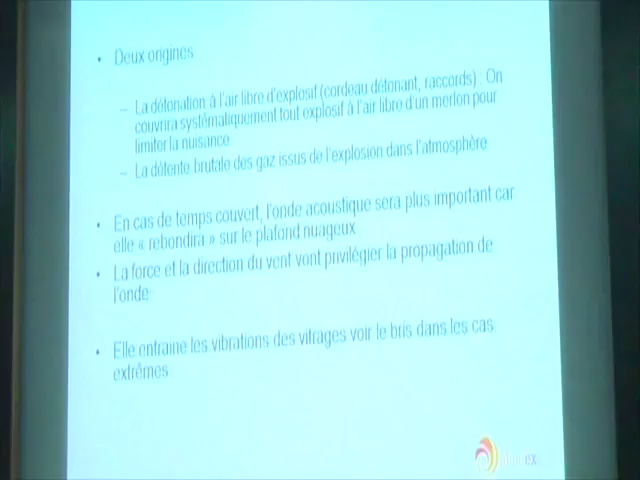 • Deux origines
– La détonation à l'air libre d'explosif (cordeau détonant, raccords) : On
couvrira systématiquement tout explosif à l'air libre d'un merlon pour
limiter la nuisance
– La détente brutale des gaz issus de l'explosion dans l'atmosphère
• En cas de temps couvert, l'onde acoustique sera plus important car
elle « rebondira » sur le plafond nuageux
• La force et la direction du vent vont privilégier la propagation de
l'onde
• Elle entraine les vibrations des vitrages voir le bris dans les cas
extrêmes